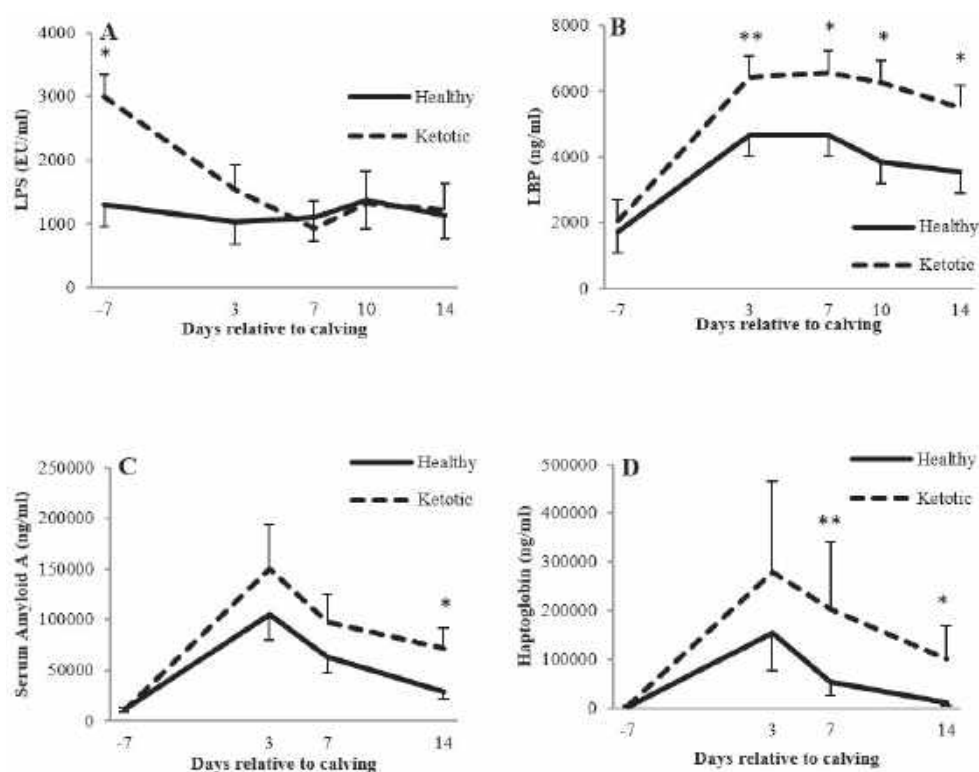 A
LPS (EU/ml)
4000
3000
2000
1000
0
*
Healthy
Ketotic
-7 3 7 10 14
Days relative to calving
B
LBP (ng/ml)
8000
6000
4000
2000
0
** * * *
Healthy
Ketotic
-7 3 7 10 14
Days relative to calving
C
Serum Amyloid A (ng/ml)
250000
200000
150000
100000
50000
0
Healthy
Ketotic
*
-7 3 7 14
Days relative to calving
D
Haptoglobin (ng/ml)
500000
400000
300000
200000
100000
0
Healthy
Ketotic
** *
-7 3 7 14
Days relative to calving